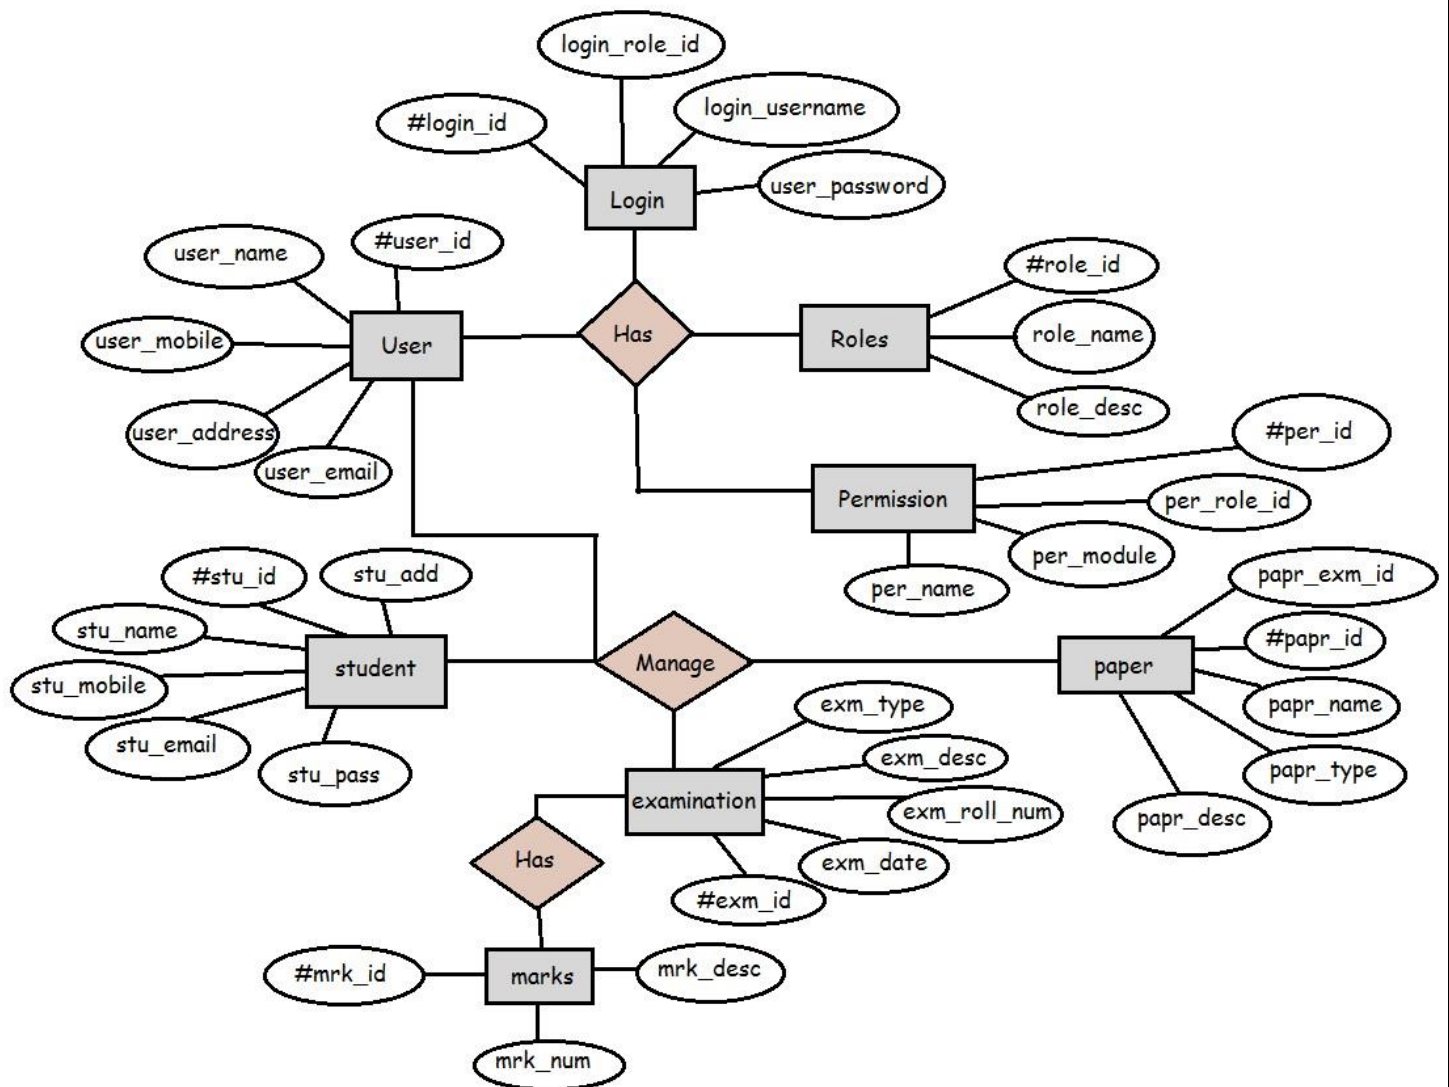 login_role_id
login_username
#login_id
user_password
Login
#user_id
user_name
#role_id
user_mobile
User
Has
Roles
role_name
role_desc
user_address
#per_id
user_email
Permission
per_role_id
per_module
per_name
#stu_id
stu_add
papr_exm_id
stu_name
#papr_id
student
Manage
paper
stu_mobile
papr_name
exm_type
stu_email
exm_desc
stu_pass
papr_type
examination
exm_roll_num
papr_desc
Has
exm_date
#exm_id
#mrk_id
marks
mrk_desc
mrk_num